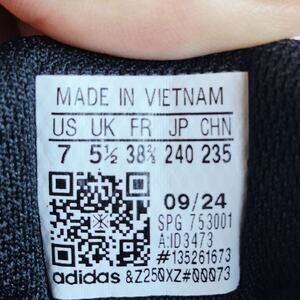 MADE IN VIETNAM
US UK FR JP CHN
7 5½ 38⅔ 240 235
09/24
SPG 753001
A:ID3473
#135261673
adidas &Z250XZ#00073